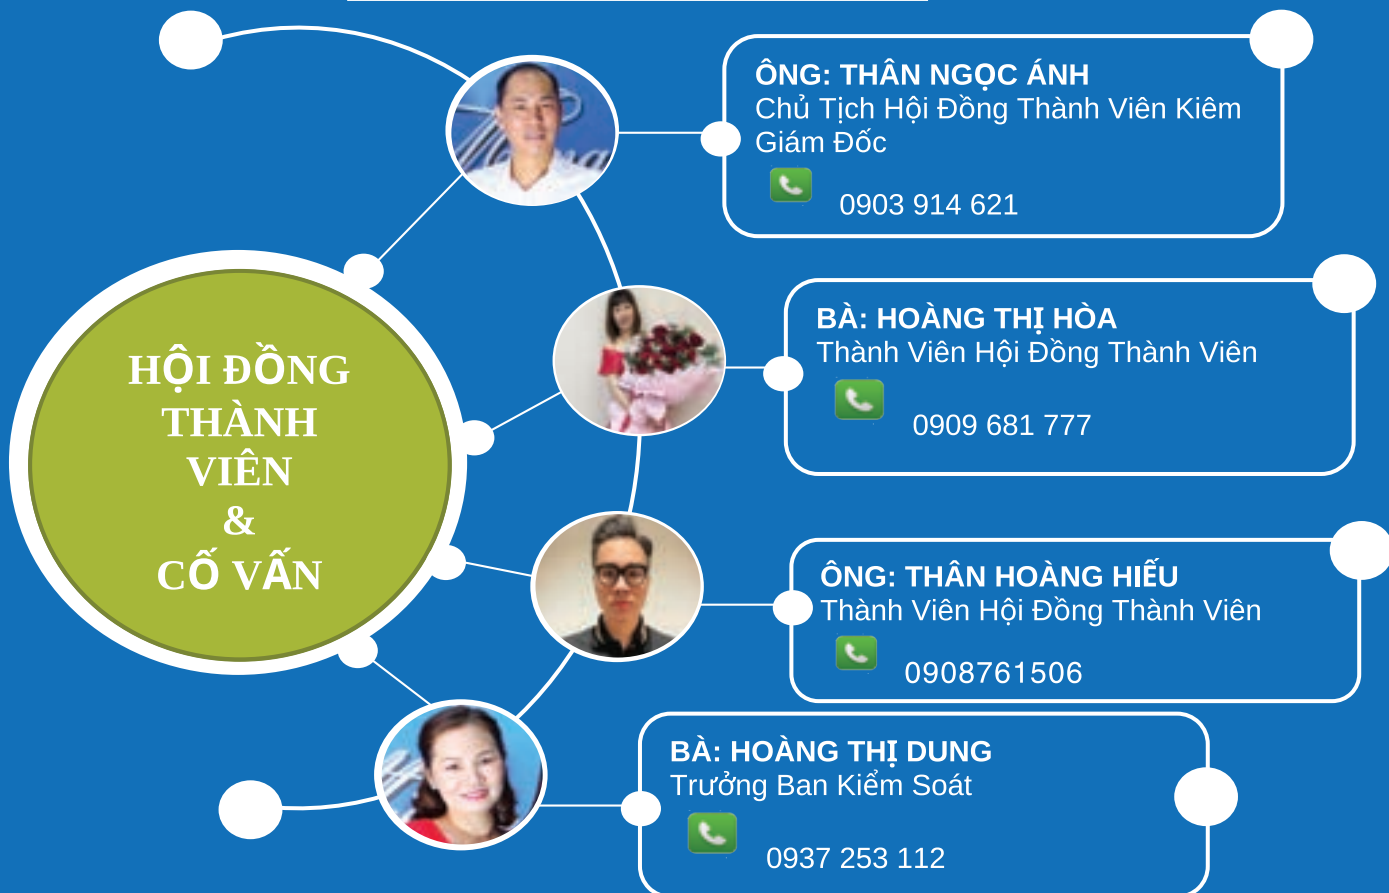 HỘI ĐỒNG
THÀNH
VIÊN
&
CỐ VẤN
ÔNG: THÂN NGỌC ÁNH
Chủ Tịch Hội Đồng Thành Viên Kiêm
Giám Đốc
0903 914 621
BÀ: HOÀNG THỊ HÒA
Thành Viên Hội Đồng Thành Viên
0909 681 777
ÔNG: THÂN HOÀNG HIẾU
Thành Viên Hội Đồng Thành Viên
0908761506
BÀ: HOÀNG THỊ DUNG
Trưởng Ban Kiểm Soát
0937 253 112